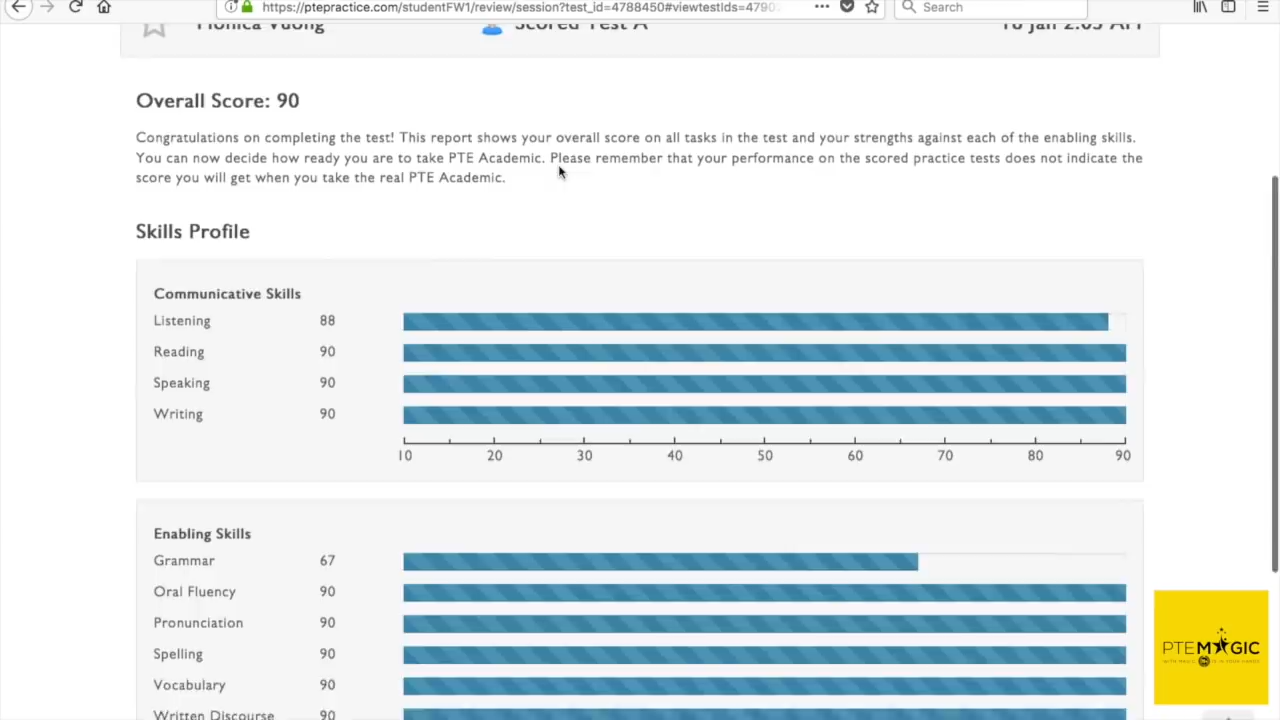 https://ptepractice.com/studentFW1/review/session?test_id=4788450#viewtestIds=4790
Search
Monica Vuong
Scored Test A
Overall Score: 90
Congratulations on completing the test! This report shows your overall score on all tasks in the test and your strengths against each of the enabling skills.
You can now decide how ready you are to take PTE Academic. Please remember that your performance on the scored practice tests does not indicate the
score you will get when you take the real PTE Academic.
Skills Profile
Communicative Skills
Listening 88
Reading 90
Speaking 90
Writing 90
10 20 30 40 50 60 70 80 90
Enabling Skills
Grammar 67
Oral Fluency 90
Pronunciation 90
Spelling 90
Vocabulary 90
Written Discourse 90
PTEMAGIC